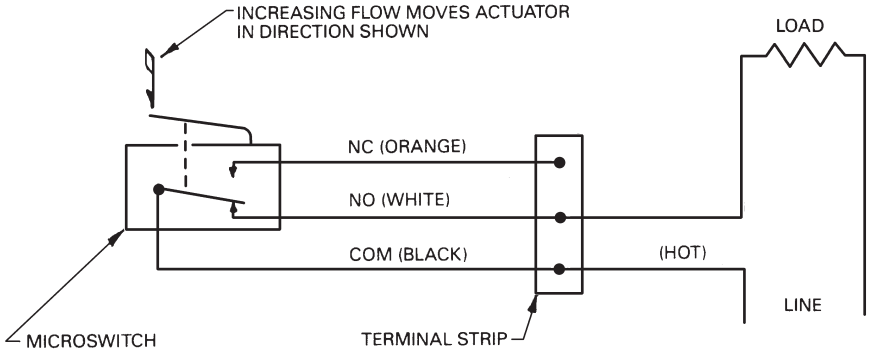 INCREASING FLOW MOVES ACTUATOR
IN DIRECTION SHOWN
LOAD
NC (ORANGE)
NO (WHITE)
COM (BLACK)
(HOT)
LINE
MICROSWITCH
TERMINAL STRIP